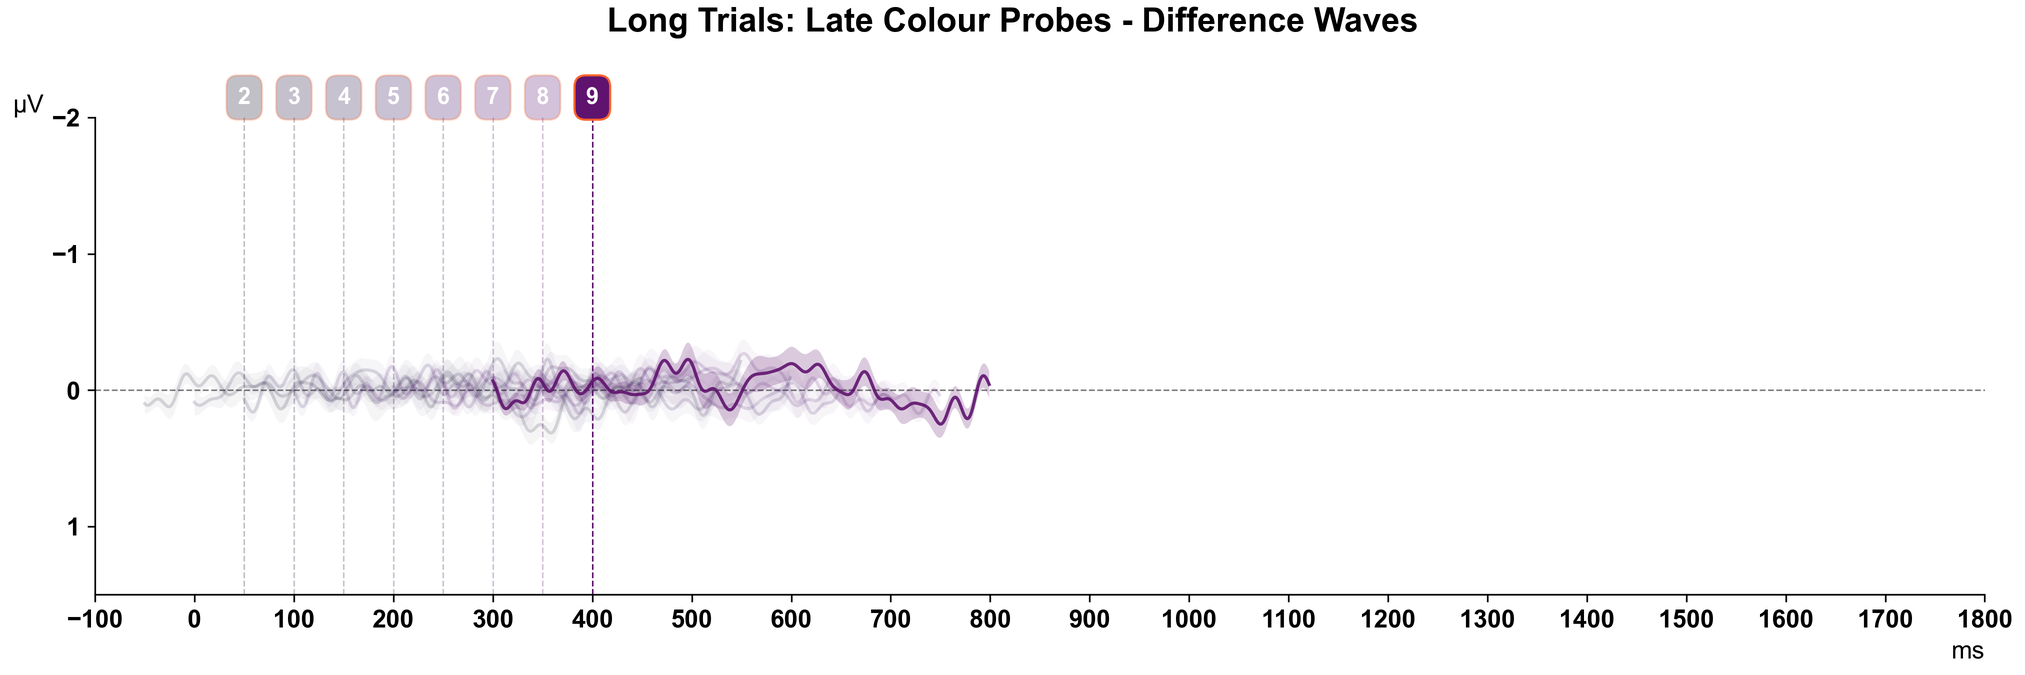 Long Trials: Late Colour Probes - Difference Waves
2 3 4 5 6 7 8 9
µV
−2
−1
0
1
−100 0 100 200 300 400 500 600 700 800 900 1000 1100 1200 1300 1400 1500 1600 1700 1800
ms